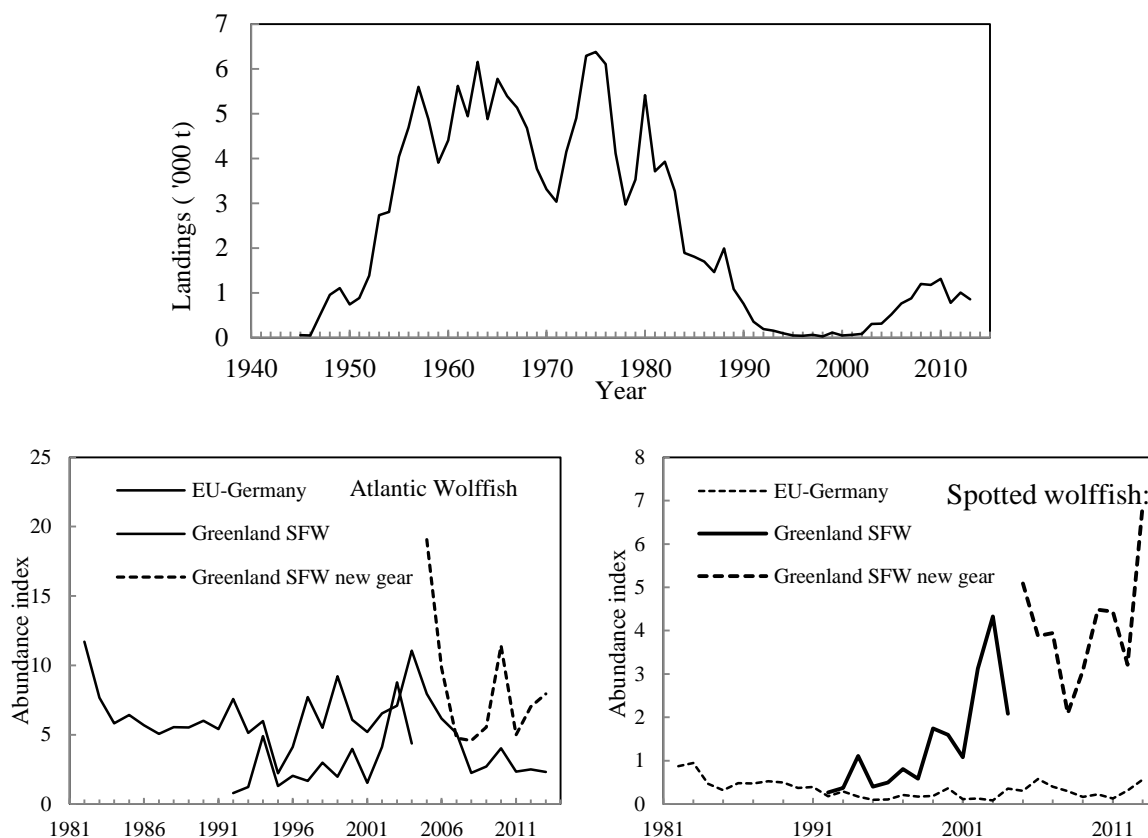 7
6
5
4
3
2
1
0
Landings ( '000 t)
1940 1950 1960 1970 1980 1990 2000 2010
Year
25
20
15
10
5
0
Abundance index
EU-Germany
Atlantic Wolffish
Greenland SFW
Greenland SFW new gear
1981 1986 1991 1996 2001 2006 2011
8
7
6
5
4
3
2
1
0
Abundance index
EU-Germany
Spotted wolffish:
Greenland SFW
Greenland SFW new gear
1981 1991 2001 2011